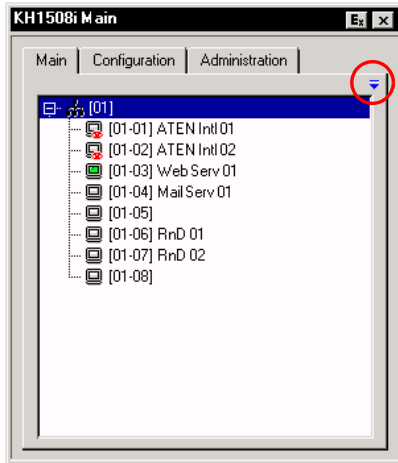 KH1508i Main
Main Configuration Administration
[01]
[01-01] ATEN Intl 01
[01-02] ATEN Intl 02
[01-03] Web Serv 01
[01-04] Mail Serv 01
[01-05]
[01-06] RnD 01
[01-07] RnD 02
[01-08]